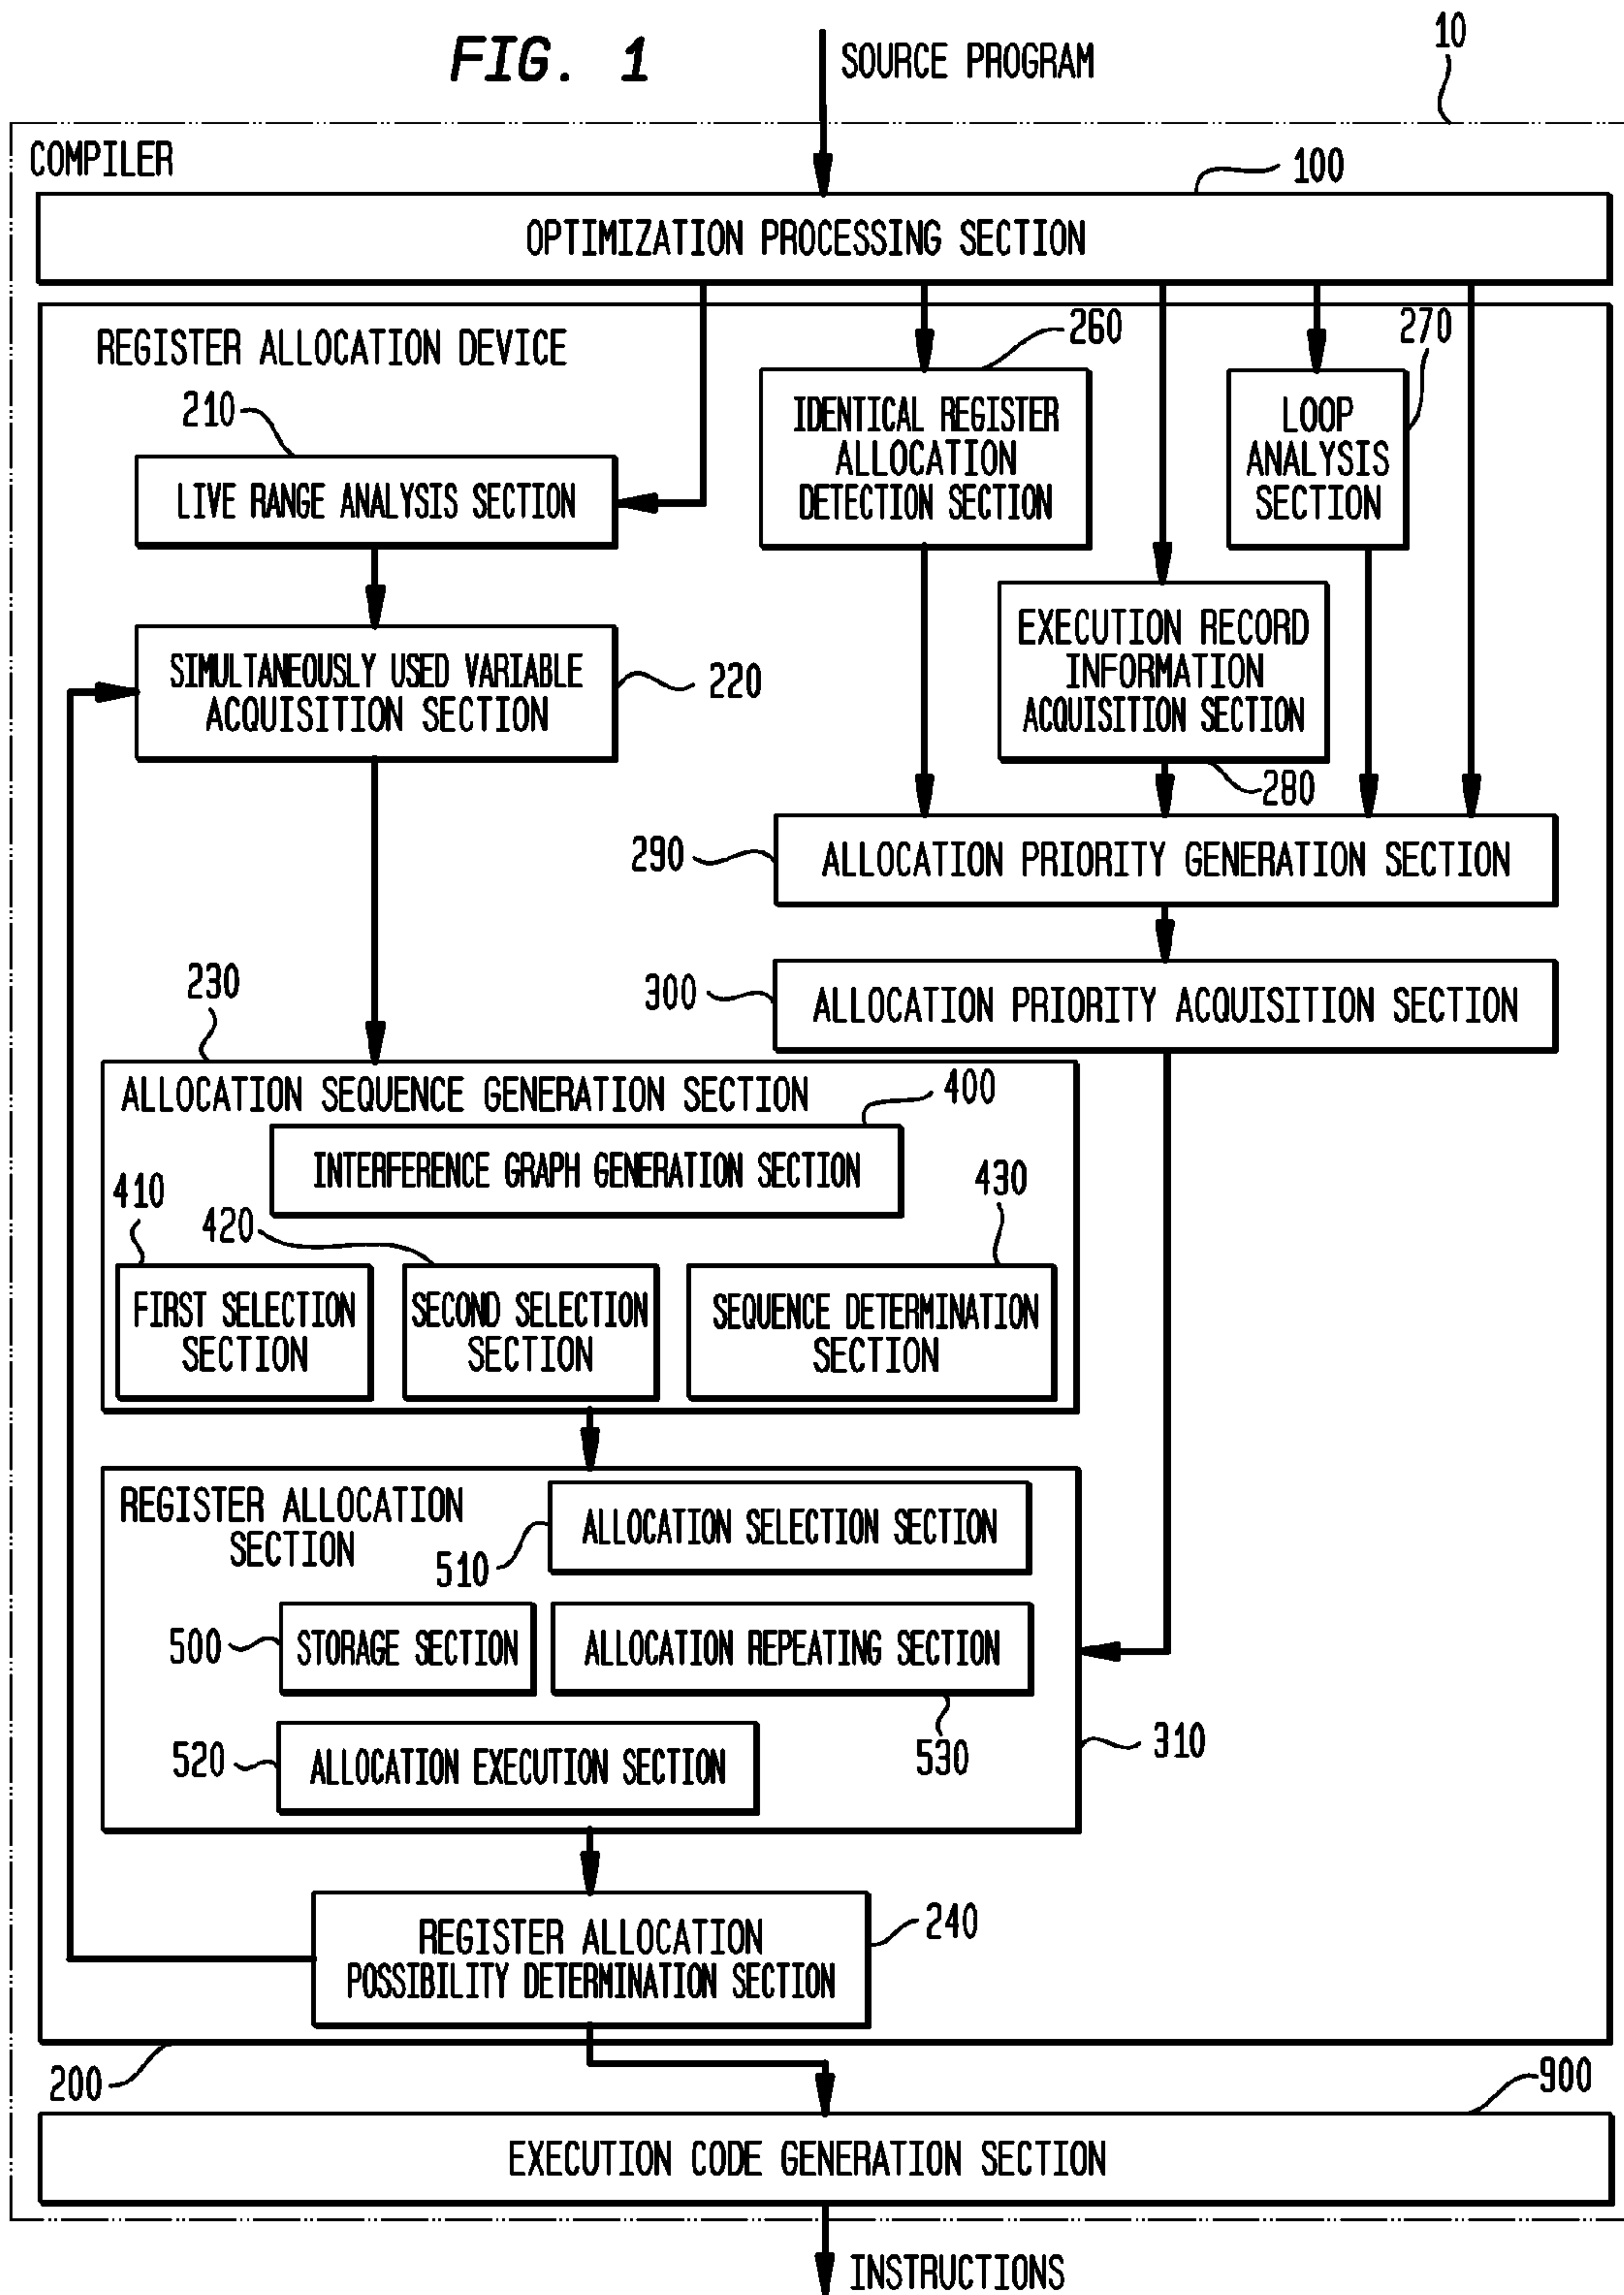 FIG. 1
SOURCE PROGRAM
10
COMPILER
100
OPTIMIZATION PROCESSING SECTION
REGISTER ALLOCATION DEVICE
260
270
210
IDENTICAL REGISTER
ALLOCATION
DETECTION SECTION
LOOP
ANALYSIS
SECTION
LIVE RANGE ANALYSIS SECTION
EXECUTION RECORD
INFORMATION
ACQUISITION SECTION
SIMULTANEOUSLY USED VARIABLE
ACQUISITION SECTION
220
280
290
ALLOCATION PRIORITY GENERATION SECTION
230
300
ALLOCATION PRIORITY ACQUISITION SECTION
ALLOCATION SEQUENCE GENERATION SECTION
400
INTERFERENCE GRAPH GENERATION SECTION
410
420
430
FIRST SELECTION
SECTION
SECOND SELECTION
SECTION
SEQUENCE DETERMINATION
SECTION
REGISTER ALLOCATION
SECTION
510
ALLOCATION SELECTION SECTION
500
STORAGE SECTION
ALLOCATION REPEATING SECTION
520
ALLOCATION EXECUTION SECTION
530
310
REGISTER ALLOCATION
POSSIBILITY DETERMINATION SECTION
240
200
900
EXECUTION CODE GENERATION SECTION
INSTRUCTIONS